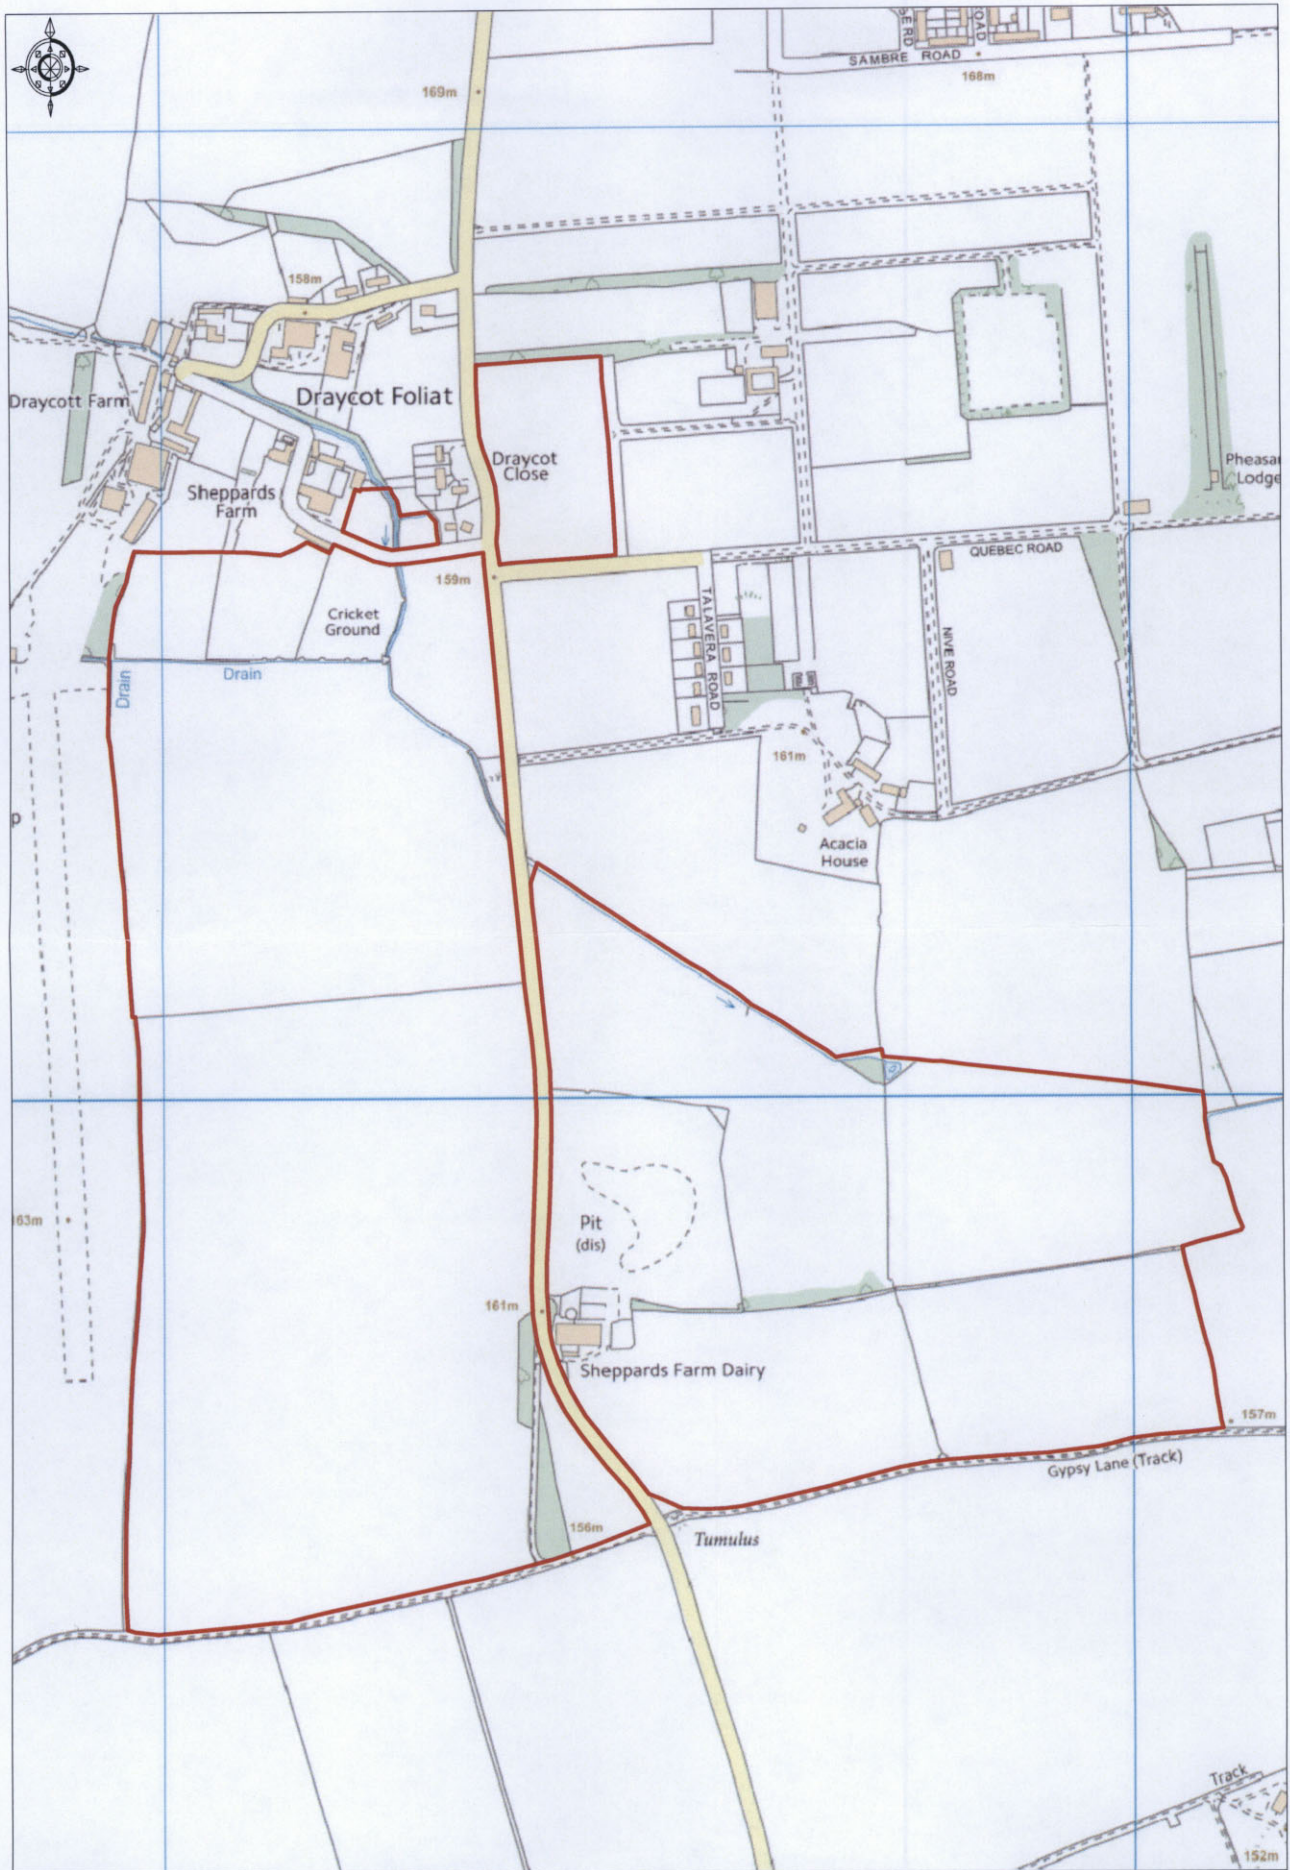 SAMBRE ROAD
168m
169m
158m
Draycott Farm
Draycot Foliat
Draycot
Close
Sheppards
Farm
Pheasa
Lodge
QUEBEC ROAD
159m
Cricket
Ground
TALAVERA ROAD
NIVE ROAD
Drain
Drain
161m
p
Acacia
House
163m
Pit
(dis)
161m
Sheppards Farm Dairy
157m
Gypsy Lane (Track)
156m
Tumulus
Track
152m